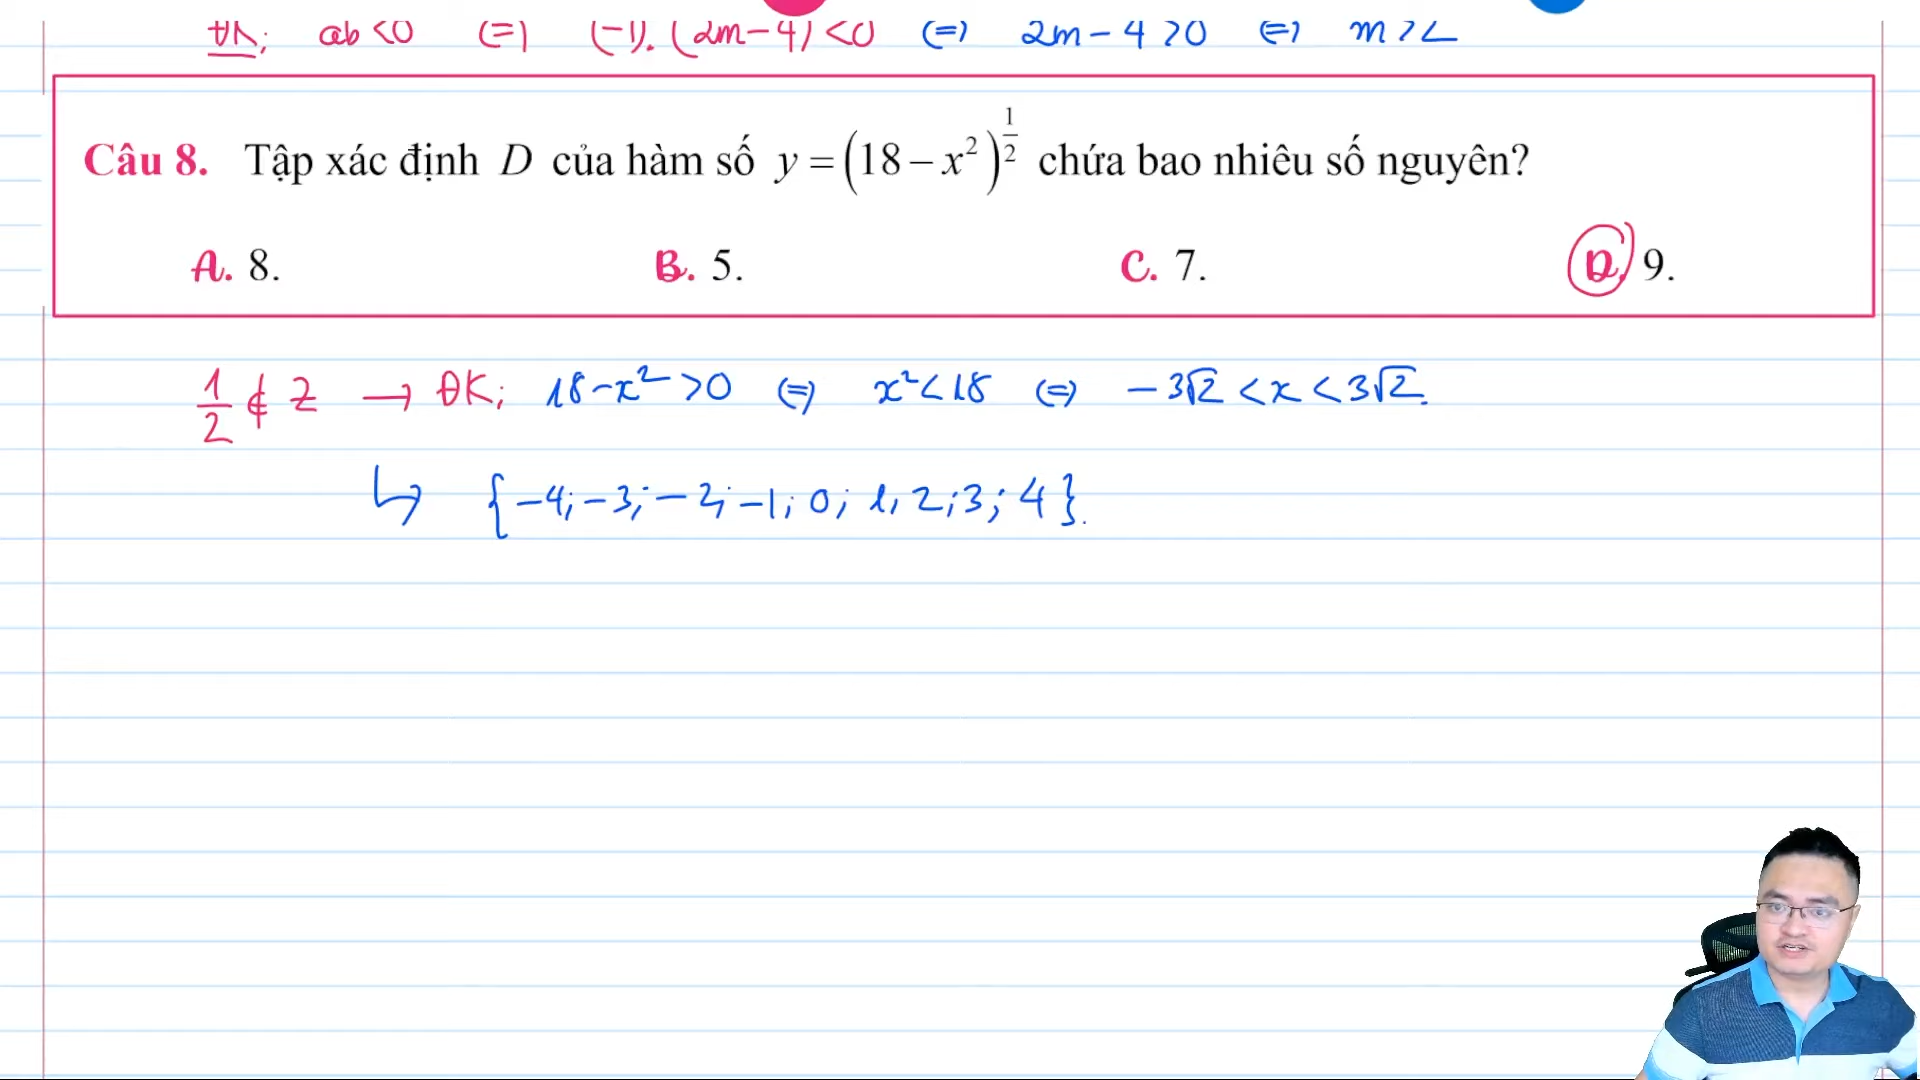 ĐK; ab<0 (=) (-1).(2m-4)<0 (=) 2m-4>0 (=) m>2
Câu 8. Tập xác định D của hàm số y=(18-x²)^{1/2} chứa bao nhiêu số nguyên?
A. 8. B. 5. C. 7. D. 9.
1/2 ∉ Z → ĐK; 18-x²>0 (=) x²<18 (=) -3√2<x<3√2.
↳ {-4;-3;-2;-1;0;1;2;3;4}.